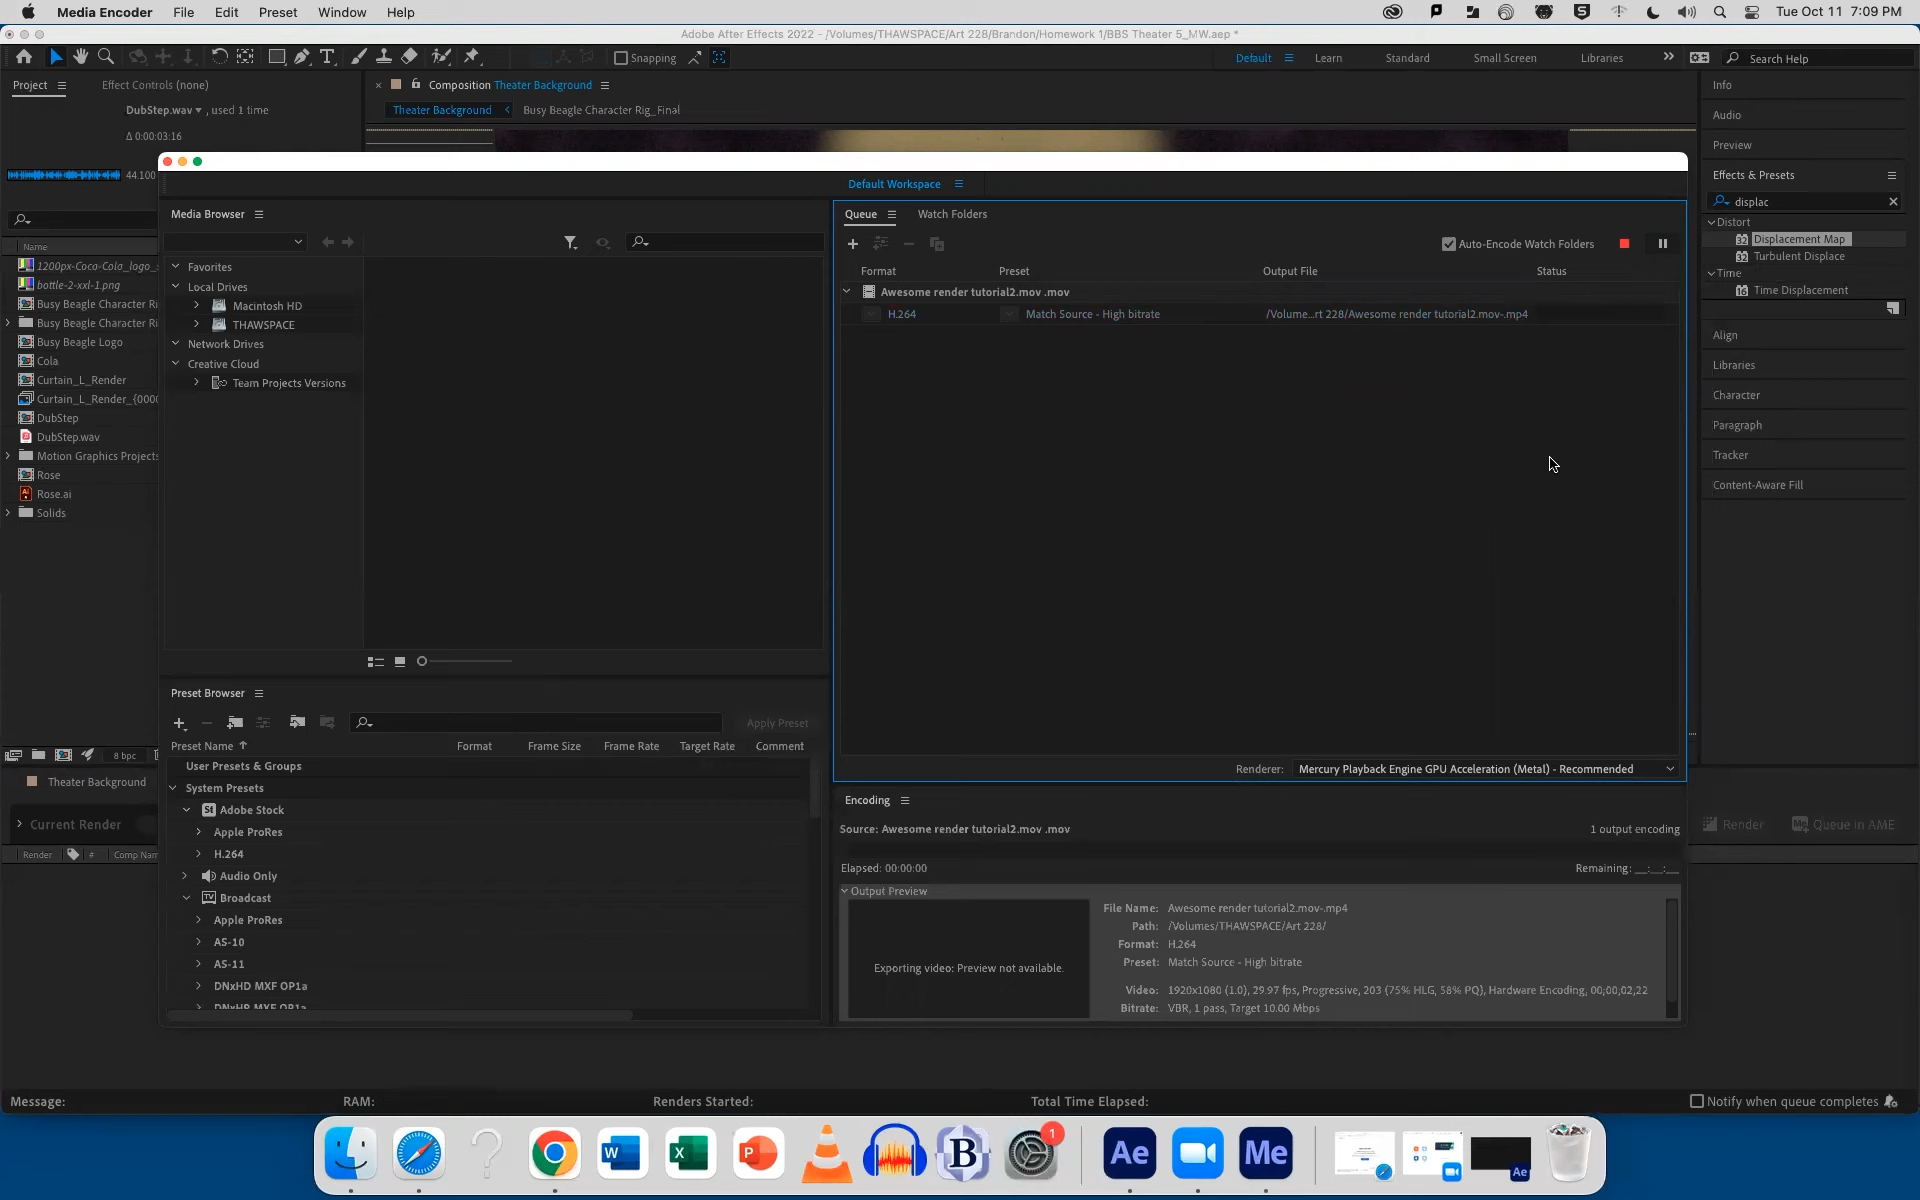 Media Encoder File Edit Preset Window Help Tue Oct 11 7:09 PM
Adobe After Effects 2022 - /Volumes/THAWSPACE/Art 228/Brandon/Homework 1/BBS Theater 5_MW.aep *
Snapping Default Learn Standard Small Screen Libraries Search Help
Project Effect Controls (none) Composition Theater Background
Info
DubStep.wav , used 1 time
Theater Background Busy Beagle Character Rig_Final
Δ 0:00:03:16
Audio
Preview
44.100
Effects & Presets
displac
Distort
Displacement Map
Turbulent Displace
Time
Time Displacement
Align
Libraries
Character
Paragraph
Tracker
Content-Aware Fill
Name
1200px-Coca-Cola_logo_
bottle-2-xxl-1.png
Busy Beagle Character Ri
Busy Beagle Character Ri
Busy Beagle Logo
Cola
Curtain_L_Render
Curtain_L_Render_{000
DubStep
DubStep.wav
Motion Graphics Projects
Rose
Rose.ai
Solids
8 bpc
Theater Background
Current Render
Render # Comp Nam
Default Workspace
Media Browser
Favorites
Local Drives
Macintosh HD
THAWSPACE
Network Drives
Creative Cloud
Team Projects Versions
Queue Watch Folders
Auto-Encode Watch Folders
Format Preset Output File Status
Awesome render tutorial2.mov .mov
H.264 Match Source - High bitrate /Volume...rt 228/Awesome render tutorial2.mov-.mp4
Renderer: Mercury Playback Engine GPU Acceleration (Metal) - Recommended
Preset Browser
Apply Preset
Preset Name Format Frame Size Frame Rate Target Rate Comment
User Presets & Groups
System Presets
St Adobe Stock
Apple ProRes
H.264
Audio Only
TV Broadcast
Apple ProRes
AS-10
AS-11
DNxHD MXF OP1a
DNxHR MXF OP1a
Encoding
Source: Awesome render tutorial2.mov .mov 1 output encoding
Elapsed: 00:00:00 Remaining: __:__:__
Output Preview
Exporting video: Preview not available.
File Name: Awesome render tutorial2.mov-.mp4
Path: /Volumes/THAWSPACE/Art 228/
Format: H.264
Preset: Match Source - High bitrate
Video: 1920x1080 (1.0), 29.97 fps, Progressive, 203 (75% HLG, 58% PQ), Hardware Encoding, 00;00;02;22
Bitrate: VBR, 1 pass, Target 10.00 Mbps
Render Me Queue in AME
Message: RAM: Renders Started: Total Time Elapsed: Notify when queue completes
? W X P B 1 Ae Me Ae